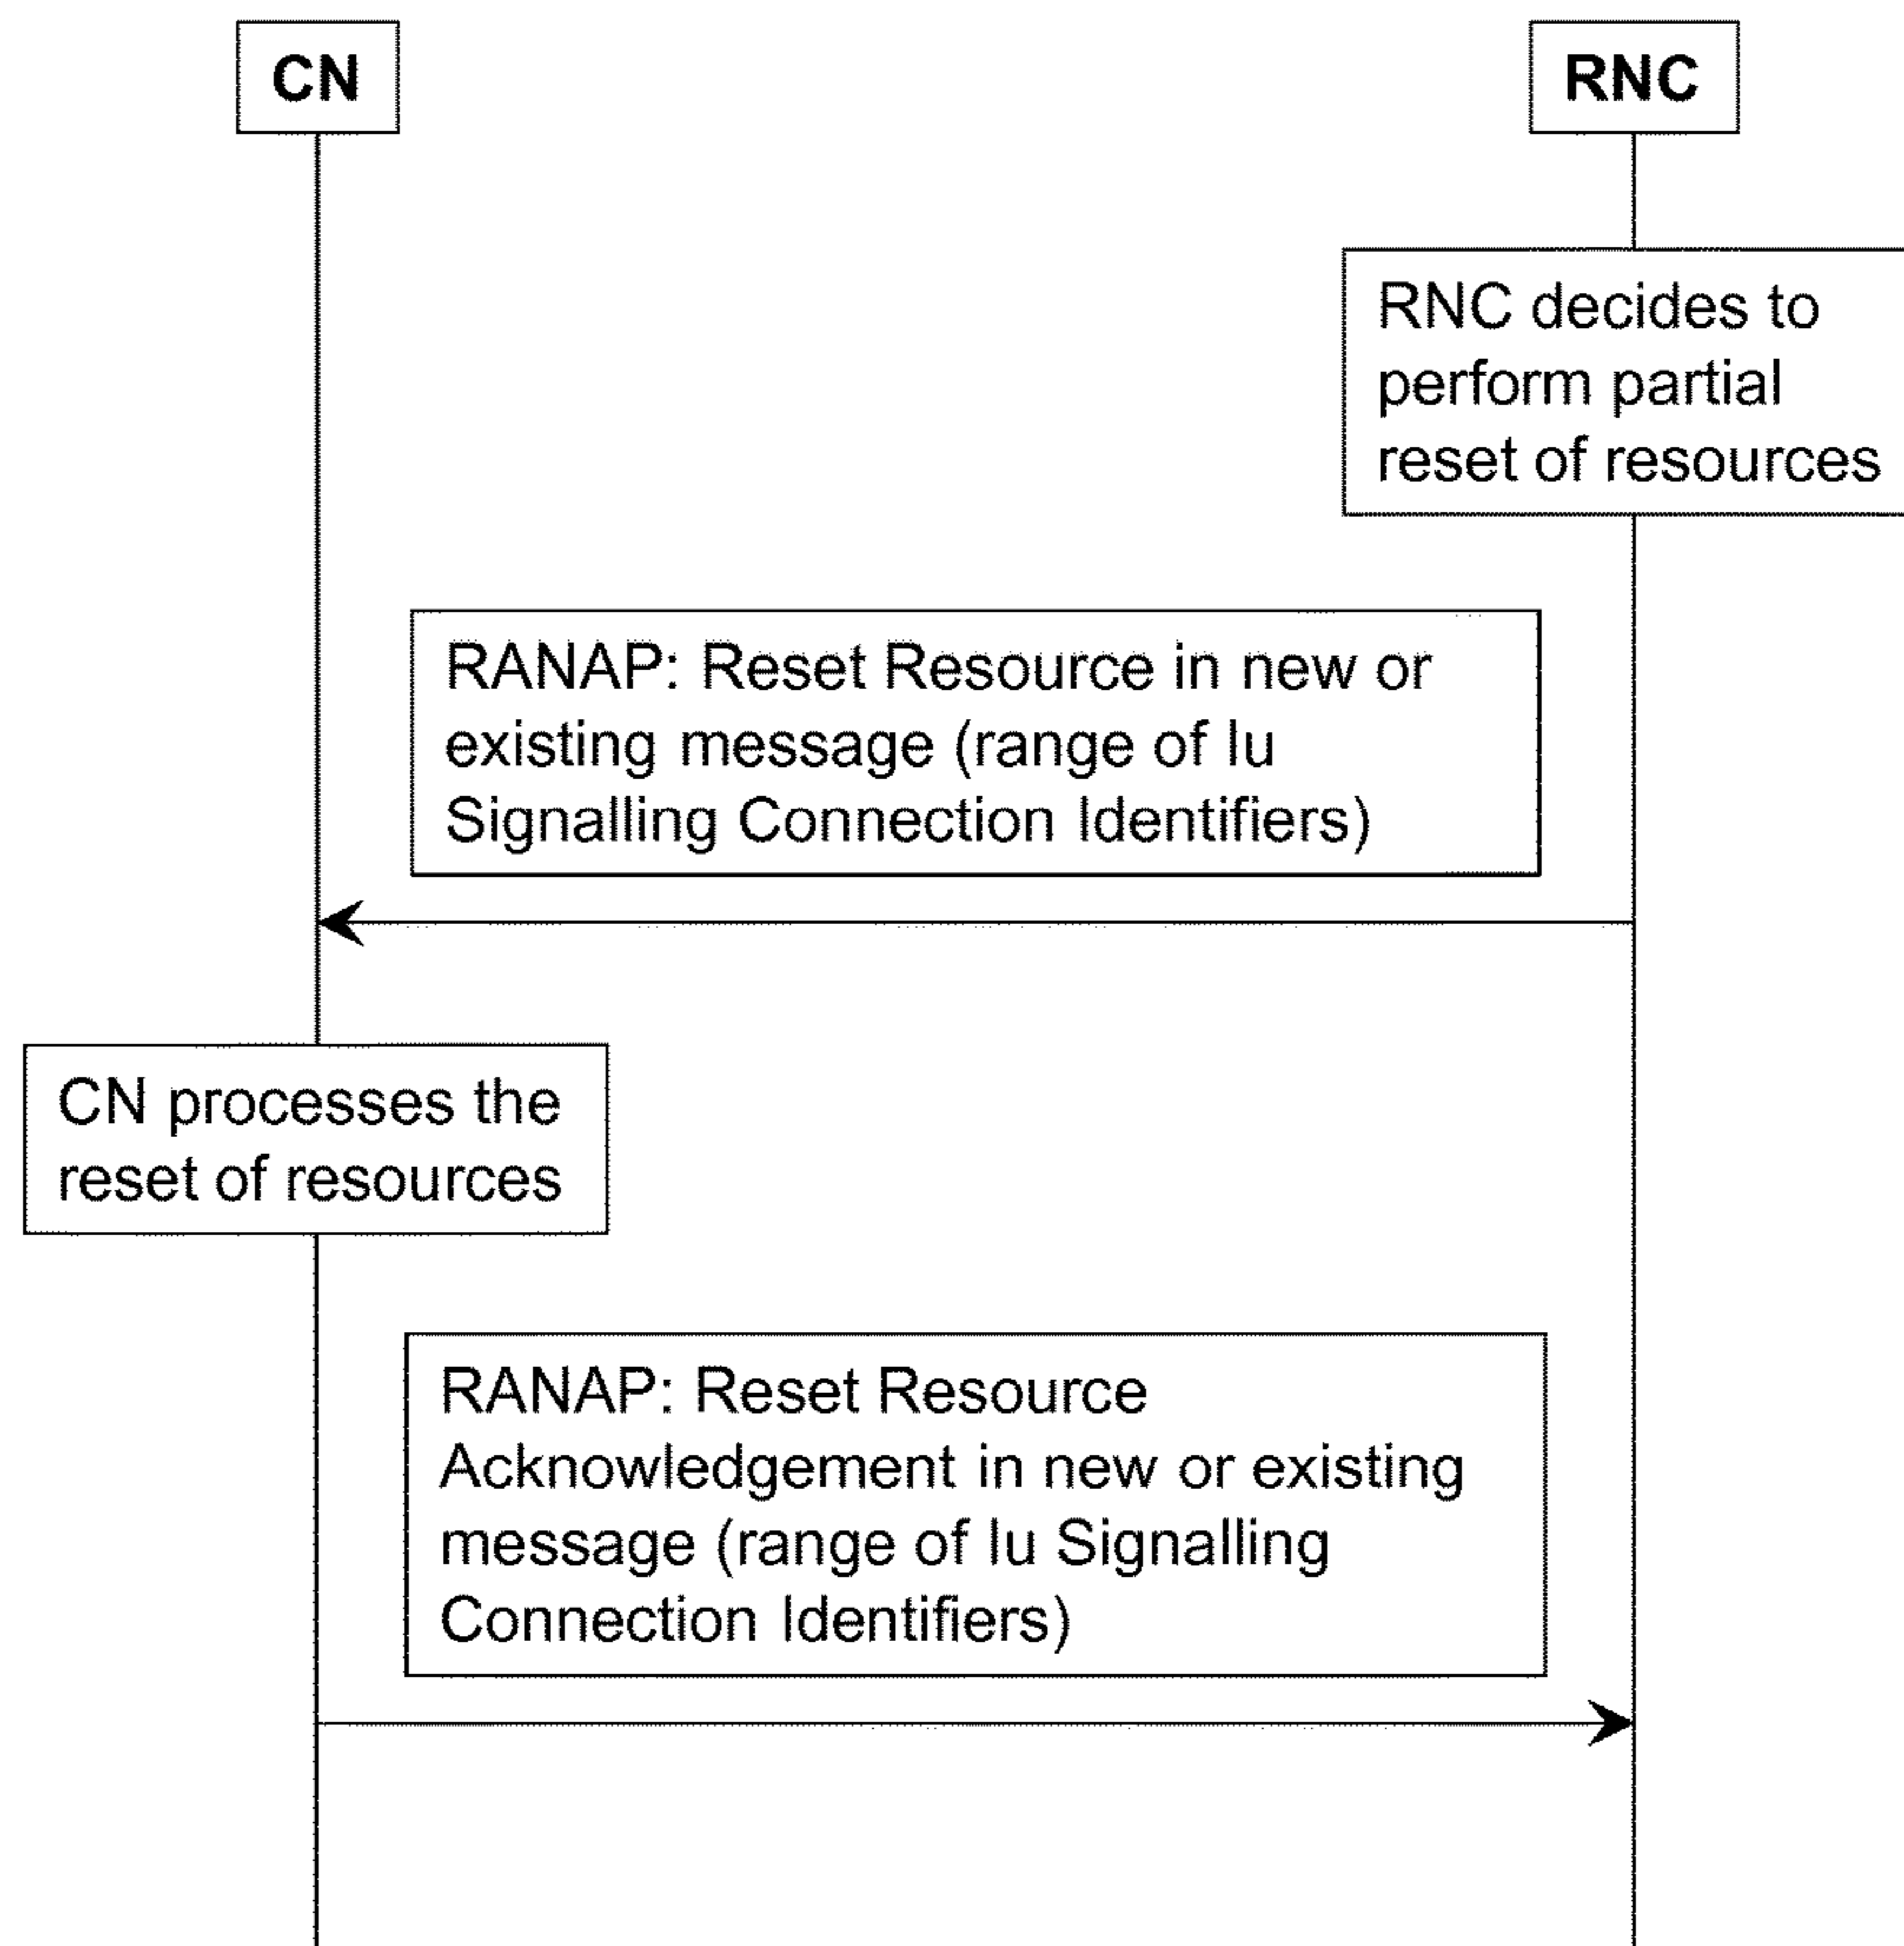 CN
RNC
RNC decides to
perform partial
reset of resources
RANAP: Reset Resource in new or
existing message (range of Iu
Signalling Connection Identifiers)
CN processes the
reset of resources
RANAP: Reset Resource
Acknowledgement in new or existing
message (range of Iu Signalling
Connection Identifiers)